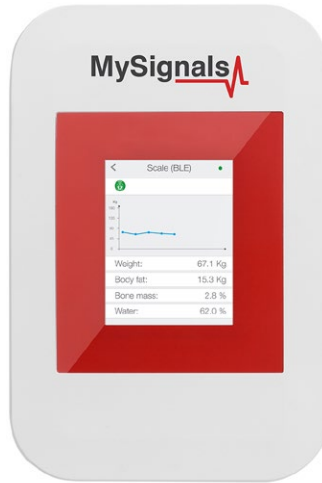 MySignals
Scale (BLE)
Kg
Weight: 67.1 Kg
Body fat: 15.3 Kg
Bone mass: 2.8 %
Water: 62.0 %